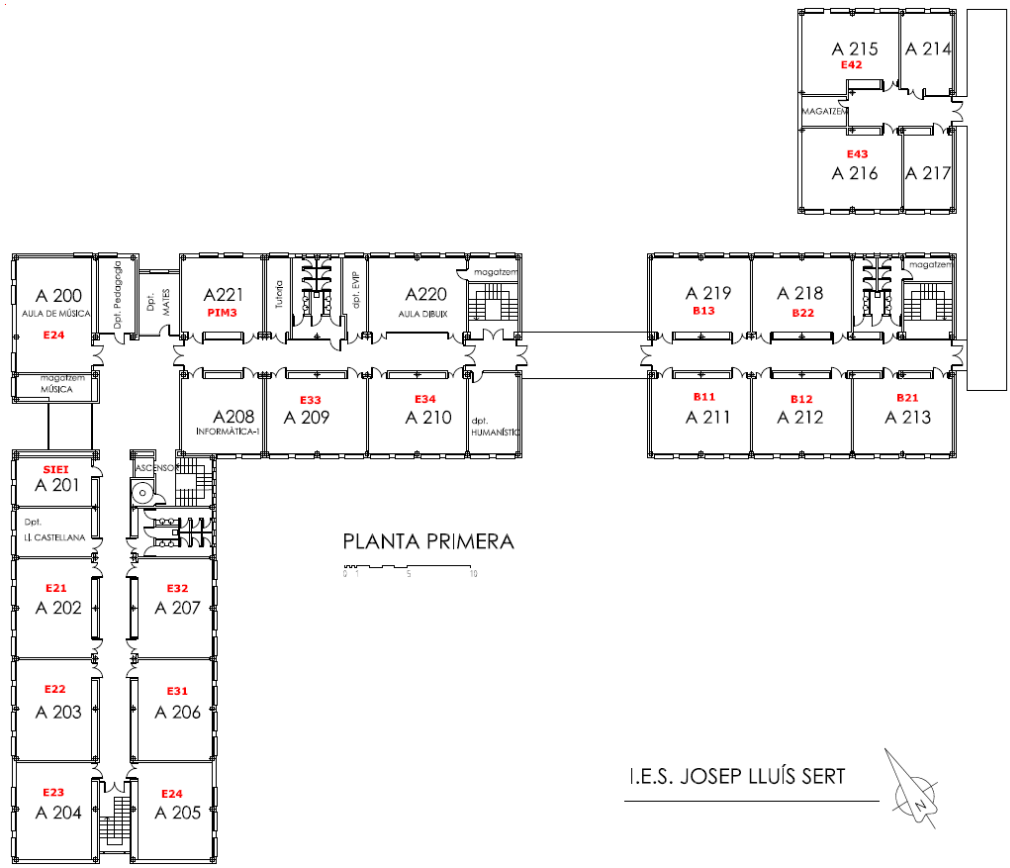 A 215
E42
A 214
MAGATZEM
E43
A 216
A 217
A 200
AULA DE MÚSICA
E24
magatzem
MÚSICA
Dpt. Pedagogia
Dpt.
MATES
A221
PIM3
Tutoria
dpt. EVIP
A220
AULA DIBUIX
magatzem
A 219
B13
A 218
B22
magatzem
A208
INFORMÀTICA-1
E33
A 209
E34
A 210
dpt.
HUMANÍSTIC
B11
A 211
B12
A 212
B21
A 213
SIEI
A 201
ASCENSOR
Dpt.
Ll. CASTELLANA
E21
A 202
E32
A 207
E22
A 203
E31
A 206
E23
A 204
E24
A 205
PLANTA PRIMERA
0 1 5 10
I.E.S. JOSEP LLUÍS SERT
N